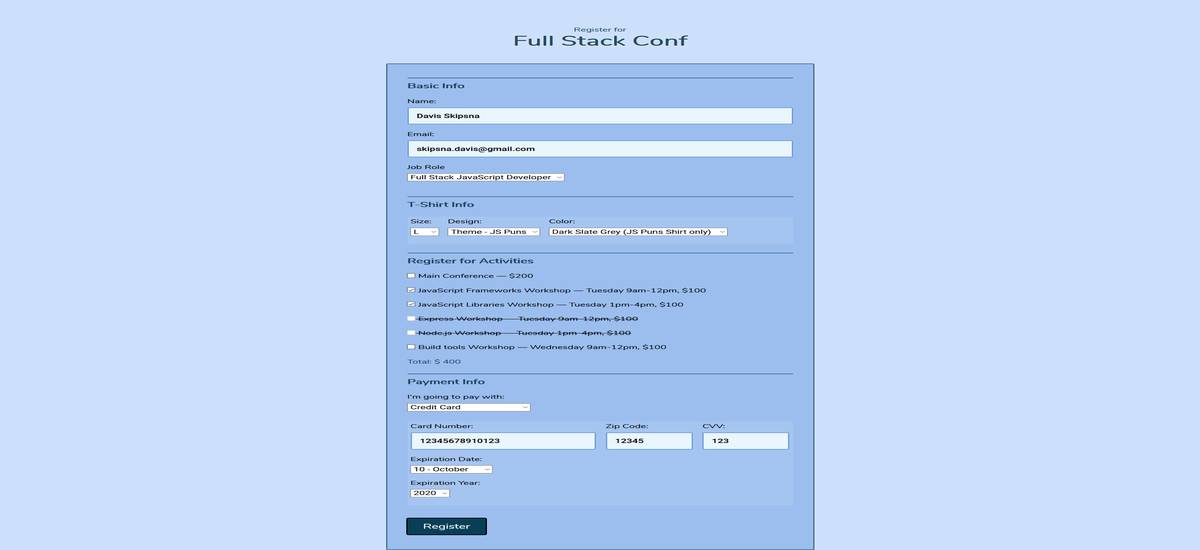 Register for
Full Stack Conf
Basic Info
Name:
Davis Skipsna
Email:
skipsna.davis@gmail.com
Job Role
Full Stack JavaScript Developer
T-Shirt Info
Size: Design: Color:
L Theme - JS Puns Dark Slate Grey (JS Puns Shirt only)
Register for Activities
Main Conference — $200
JavaScript Frameworks Workshop — Tuesday 9am-12pm, $100
JavaScript Libraries Workshop — Tuesday 1pm-4pm, $100
Express Workshop — Tuesday 9am-12pm, $100
Node.js Workshop — Tuesday 1pm-4pm, $100
Build tools Workshop — Wednesday 9am-12pm, $100
Total: $ 400
Payment Info
I'm going to pay with:
Credit Card
Card Number: Zip Code: CVV:
12345678910123 12345 123
Expiration Date:
10 - October
Expiration Year:
2020
Register